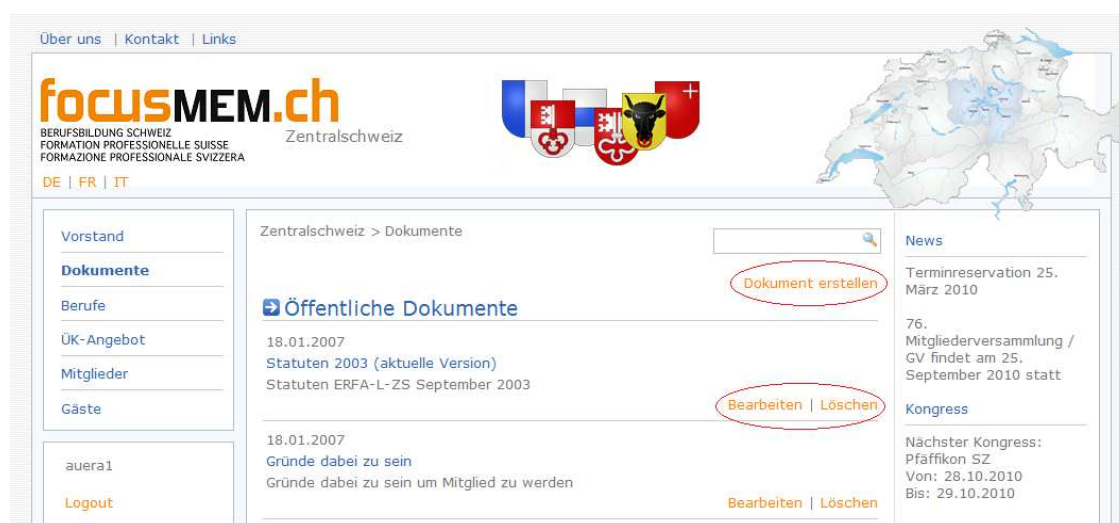 Über uns | Kontakt | Links
focusMEM.ch
BERUFSBILDUNG SCHWEIZ
FORMATION PROFESSIONELLE SUISSE
FORMAZIONE PROFESSIONALE SVIZZERA
Zentralschweiz
DE | FR | IT
Vorstand
Dokumente
Berufe
ÜK-Angebot
Mitglieder
Gäste
auera1
Logout
Zentralschweiz > Dokumente
Dokument erstellen
Öffentliche Dokumente
18.01.2007
Statuten 2003 (aktuelle Version)
Statuten ERFA-L-ZS September 2003
Bearbeiten | Löschen
18.01.2007
Gründe dabei zu sein
Gründe dabei zu sein um Mitglied zu werden
Bearbeiten | Löschen
News
Terminreservation 25.
März 2010
76.
Mitgliederversammlung /
GV findet am 25.
September 2010 statt
Kongress
Nächster Kongress:
Pfäffikon SZ
Von: 28.10.2010
Bis: 29.10.2010